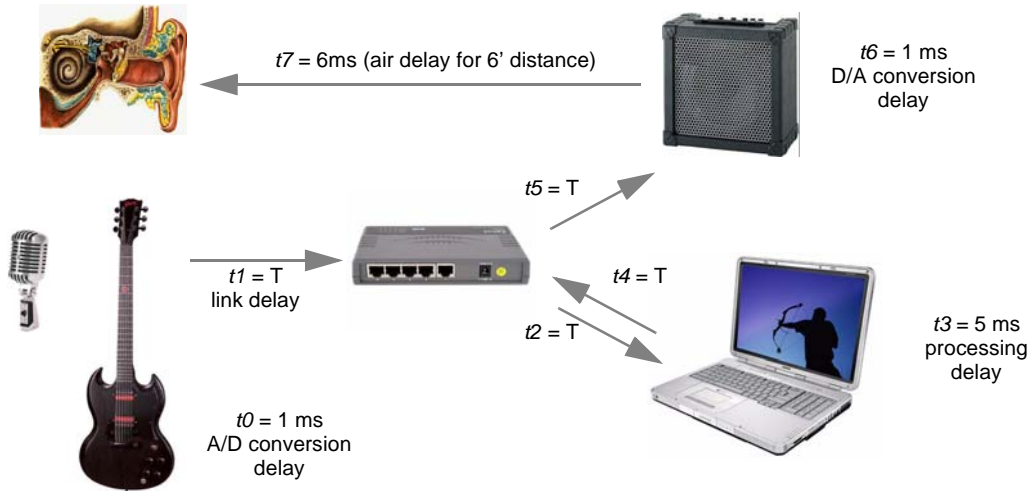 t7 = 6ms (air delay for 6’ distance)
t6 = 1 ms
D/A conversion
delay
t5 = T
t1 = T
link delay
t4 = T
t2 = T
t3 = 5 ms
processing
delay
t0 = 1 ms
A/D conversion
delay